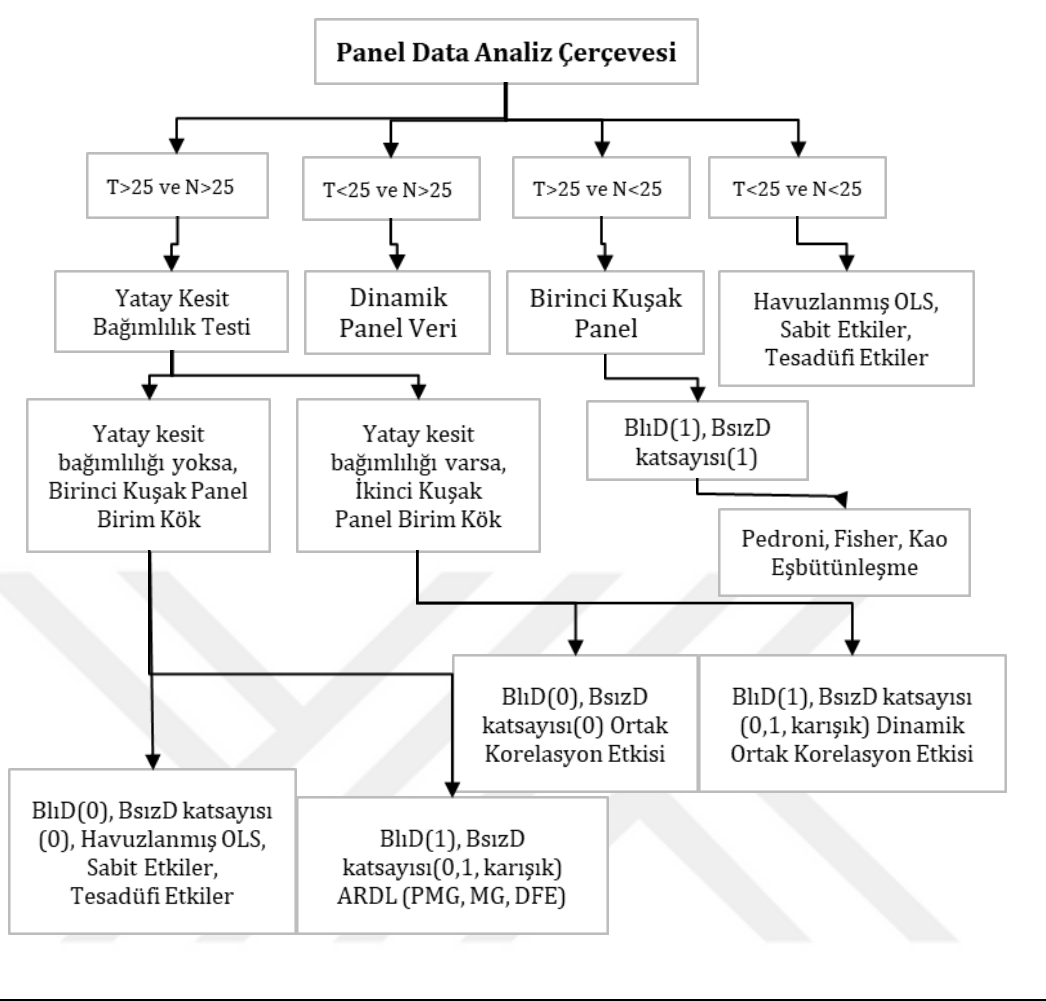 Panel Data Analiz Çerçevesi
T>25 ve N>25
T<25 ve N>25
T>25 ve N<25
T<25 ve N<25
Yatay Kesit
Bağımlılık Testi
Dinamik
Panel Veri
Birinci Kuşak
Panel
Havuzlanmış OLS,
Sabit Etkiler,
Tesadüfi Etkiler
Yatay kesit
bağımlılığı yoksa,
Birinci Kuşak Panel
Birim Kök
Yatay kesit
bağımlılığı varsa,
İkinci Kuşak
Panel Birim Kök
BlıD(1), BsızD
katsayısı(1)
Pedroni, Fisher, Kao
Eşbütünleşme
BlıD(0), BsızD
katsayısı(0) Ortak
Korelasyon Etkisi
BlıD(1), BsızD katsayısı
(0,1, karışık) Dinamik
Ortak Korelasyon Etkisi
BlıD(0), BsızD katsayısı
(0), Havuzlanmış OLS,
Sabit Etkiler,
Tesadüfi Etkiler
BlıD(1), BsızD
katsayısı(0,1, karışık)
ARDL (PMG, MG, DFE)